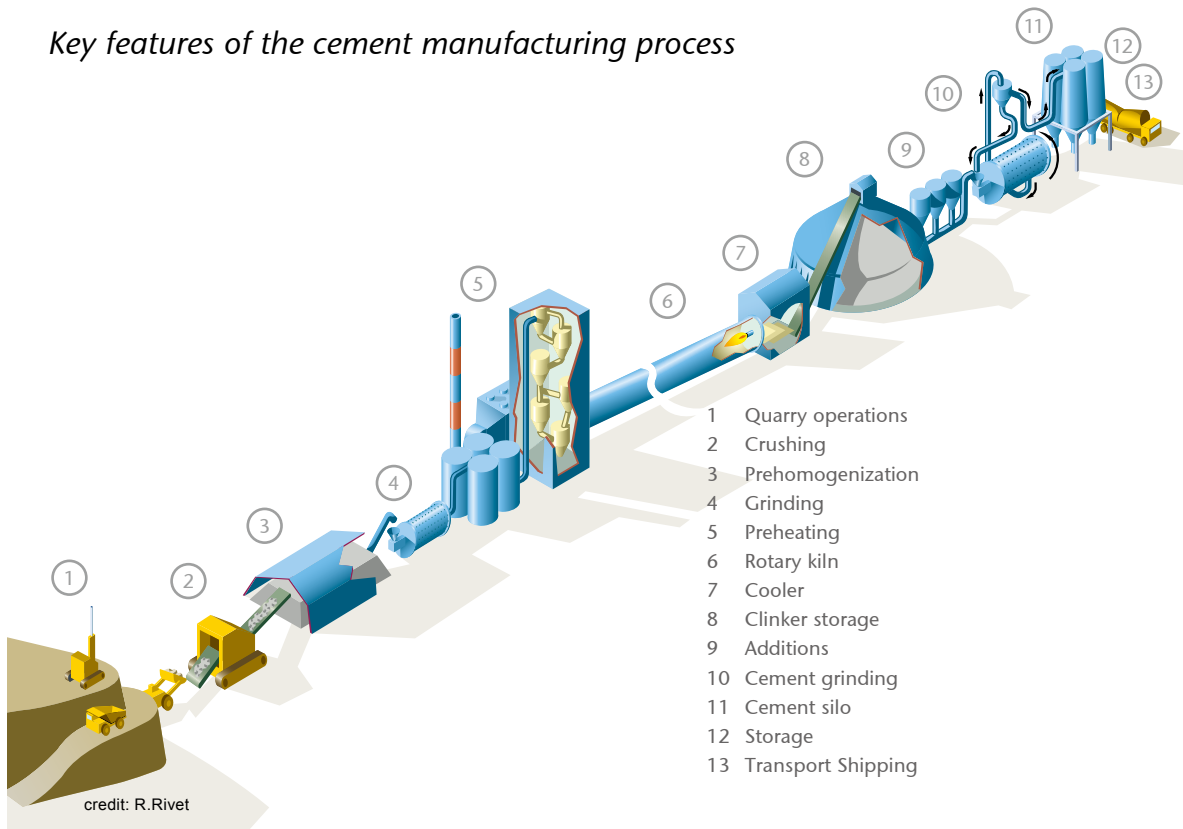 Key features of the cement manufacturing process
11
12
13
10
9
8
7
6
5
4
3
2
1
1 Quarry operations
2 Crushing
3 Prehomogenization
4 Grinding
5 Preheating
6 Rotary kiln
7 Cooler
8 Clinker storage
9 Additions
10 Cement grinding
11 Cement silo
12 Storage
13 Transport Shipping
credit: R.Rivet